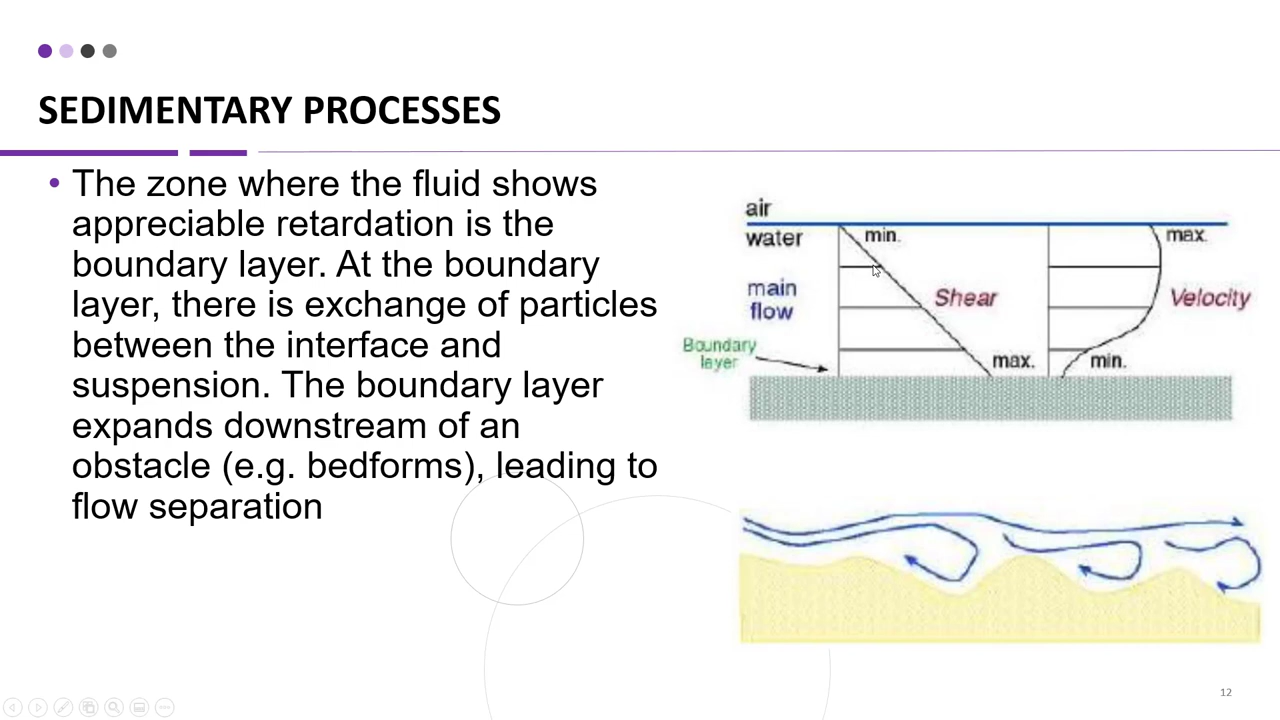 SEDIMENTARY PROCESSES
• The zone where the fluid shows
appreciable retardation is the
boundary layer. At the boundary
layer, there is exchange of particles
between the interface and
suspension. The boundary layer
expands downstream of an
obstacle (e.g. bedforms), leading to
flow separation
air
water
main
flow
Boundary
layer
min.
Shear
max.
max.
Velocity
min.
12